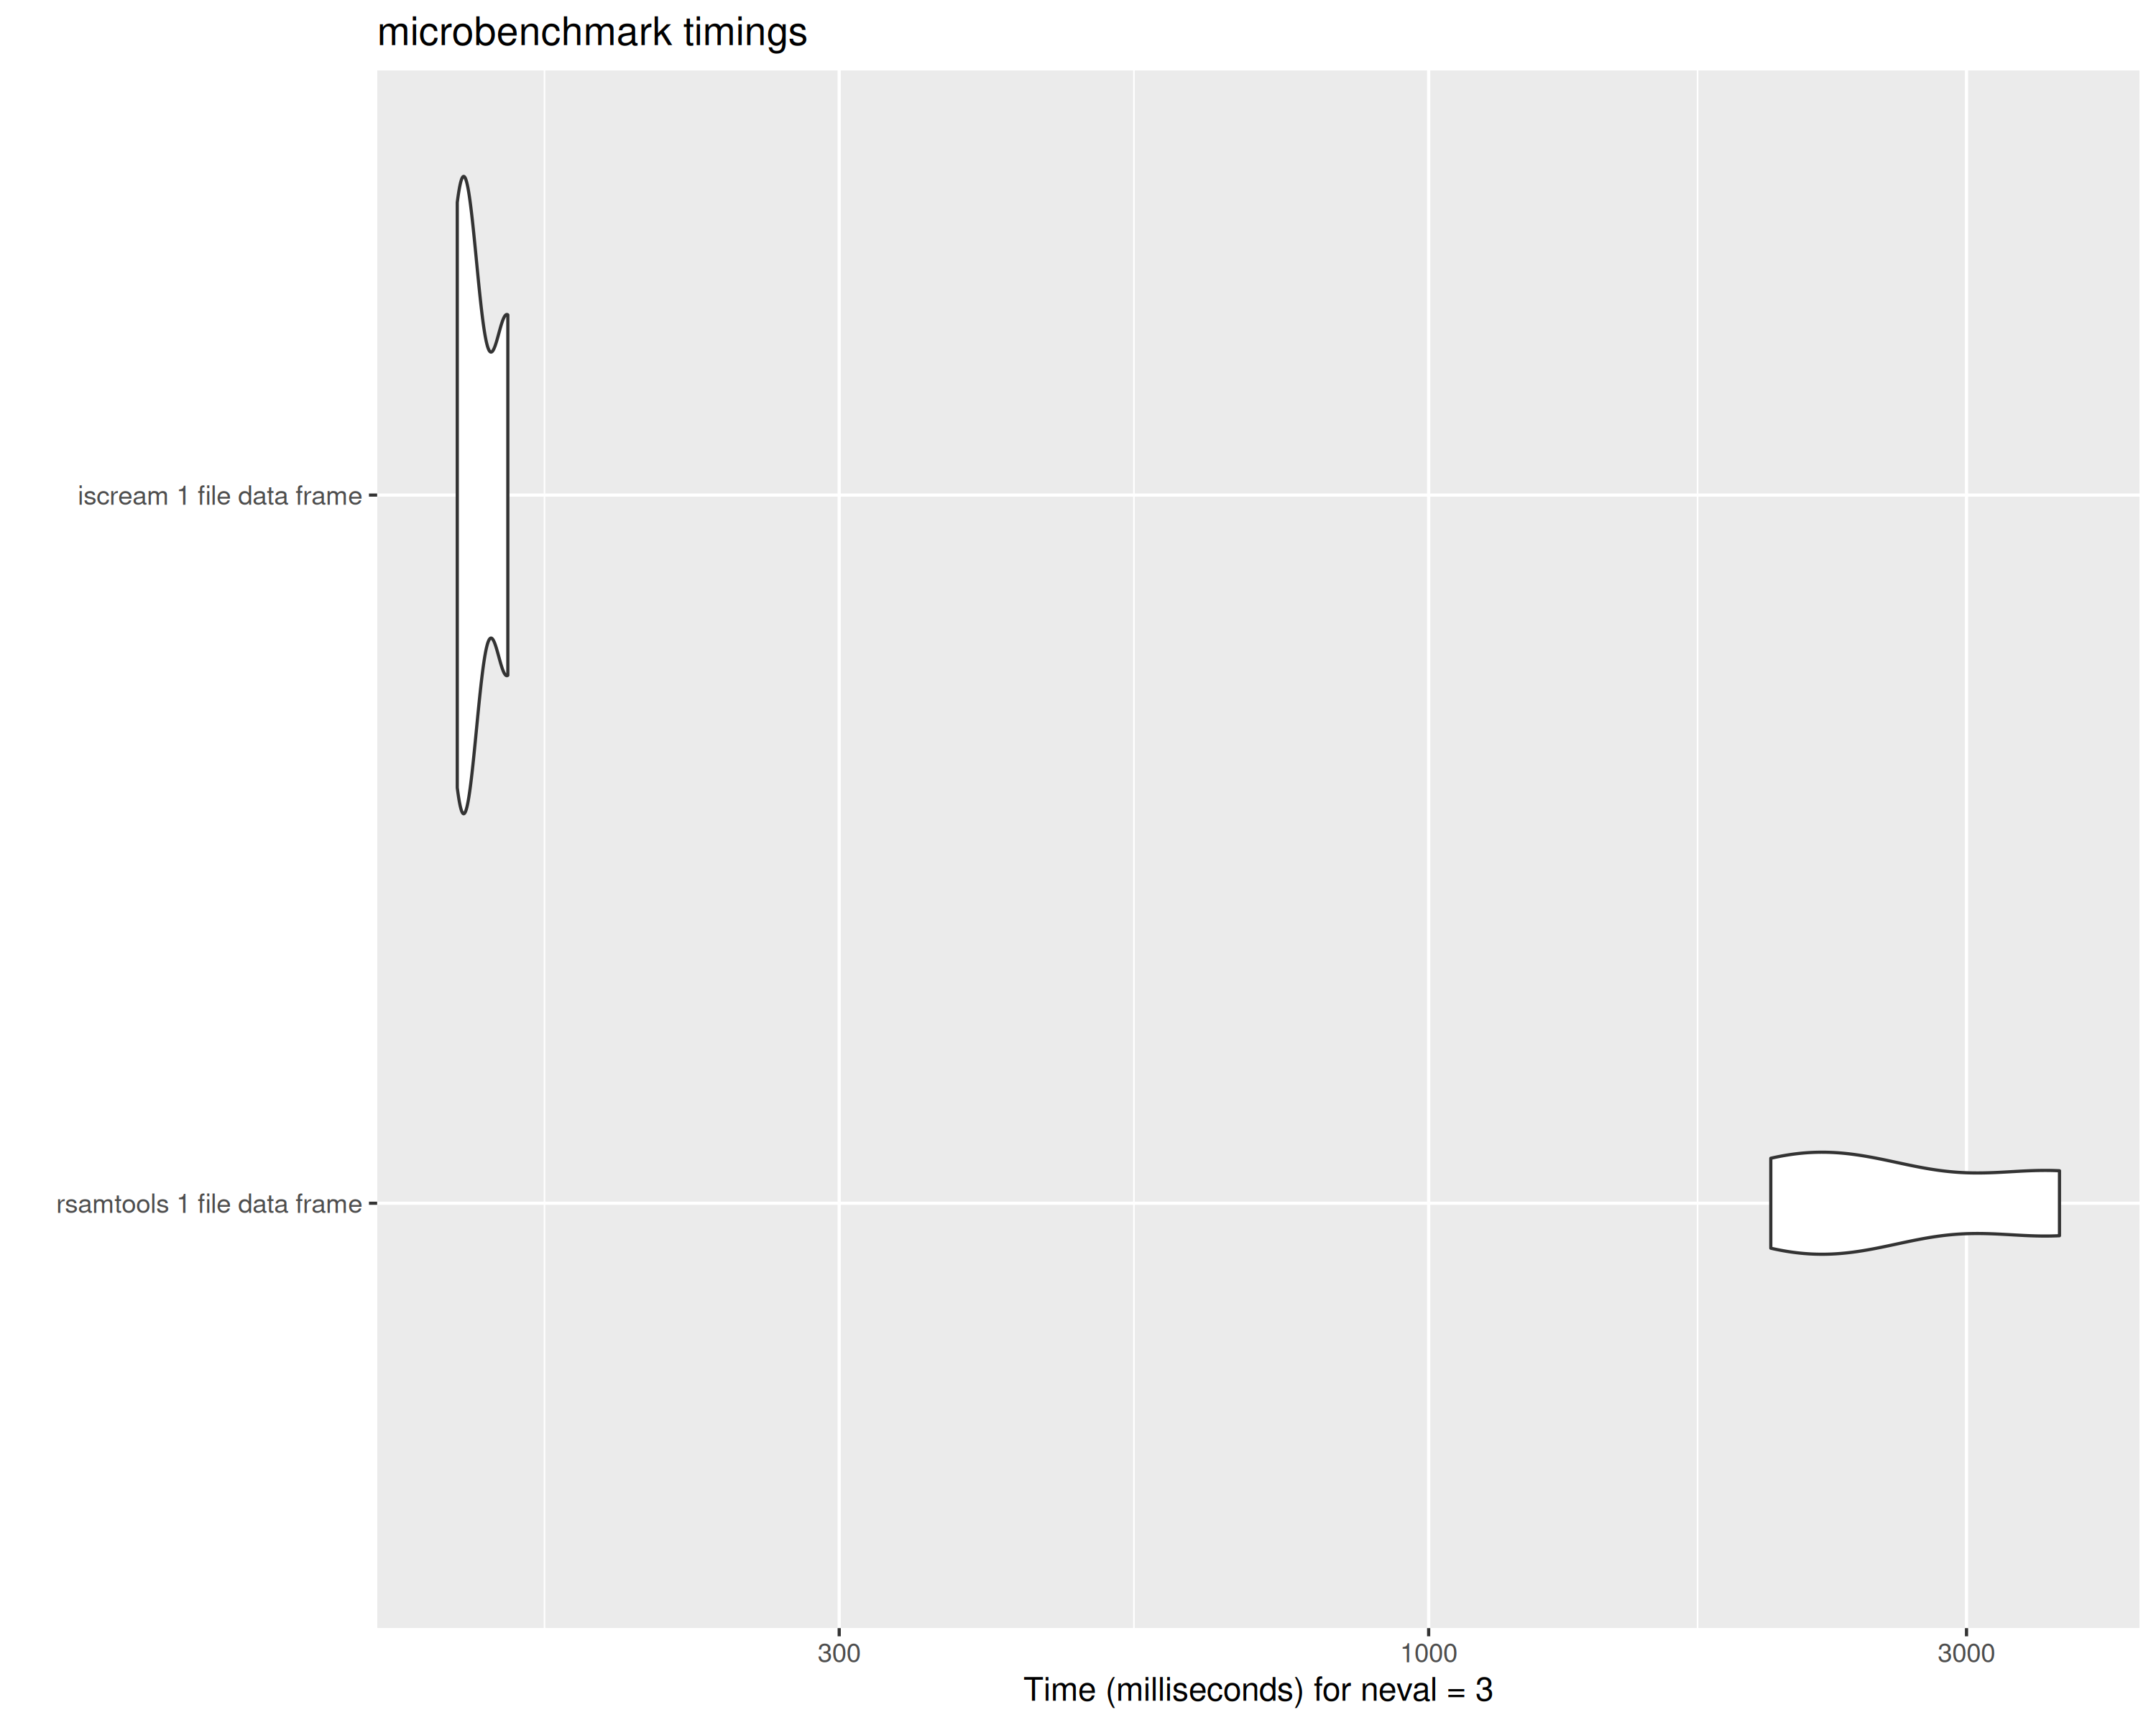 microbenchmark timings
iscream 1 file data frame
rsamtools 1 file data frame
300 1000 3000
Time (milliseconds) for neval = 3